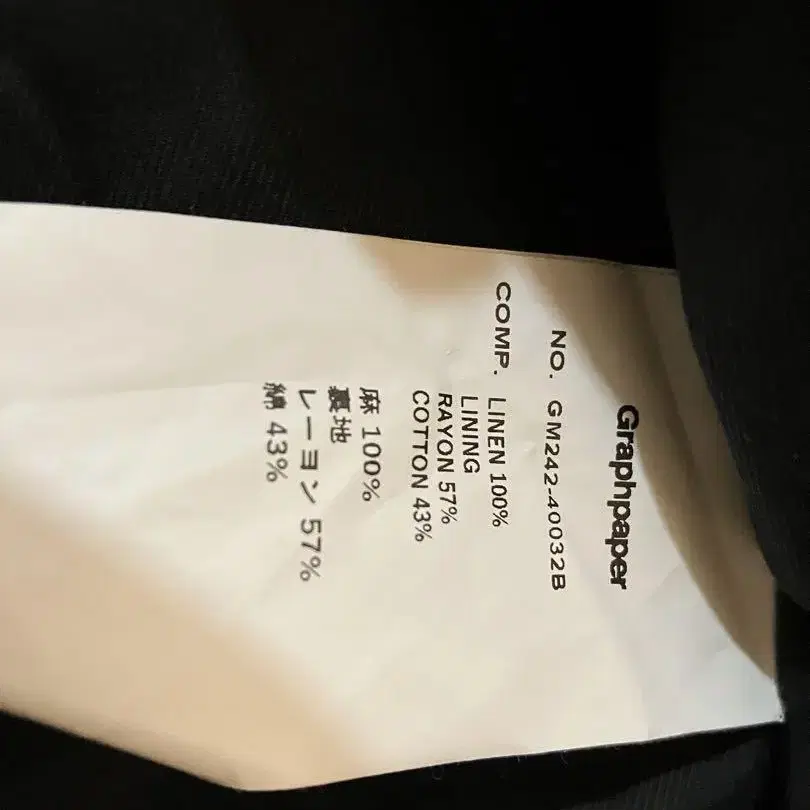 Graphpaper
NO. GM242-40032B
COMP. LINEN 100%
LINING
RAYON 57%
COTTON 43%
麻 100%
裏地
レーヨン 57%
綿 43%